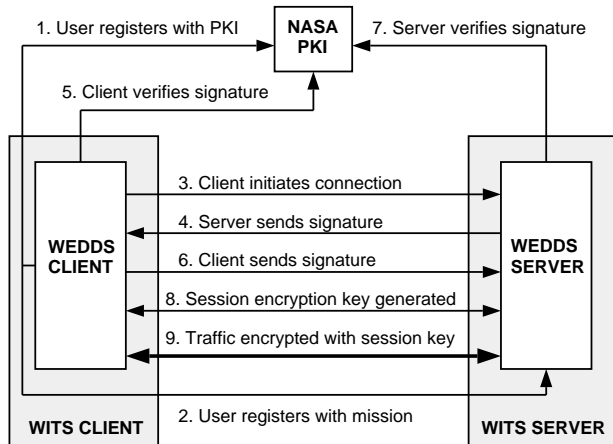 1. User registers with PKI
NASA
PKI
7. Server verifies signature
5. Client verifies signature
3. Client initiates connection
4. Server sends signature
WEDDS
CLIENT
WEDDS
SERVER
6. Client sends signature
8. Session encryption key generated
9. Traffic encrypted with session key
2. User registers with mission
WITS CLIENT
WITS SERVER